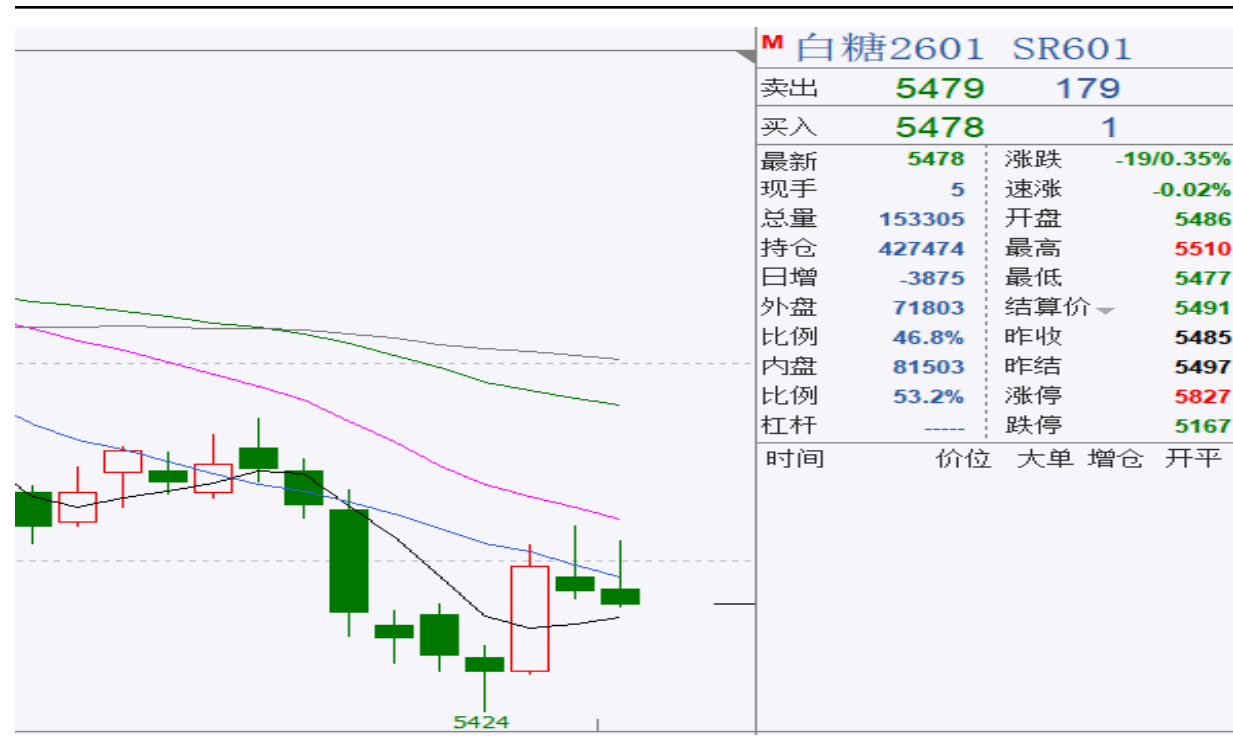 M 白糖2601 SR601
卖出 5479 179
买入 5478 1
最新 5478 涨跌 -19/0.35%
现手 5 速涨 -0.02%
总量 153305 开盘 5486
持仓 427474 最高 5510
日增 -3875 最低 5477
外盘 71803 结算价 5491
比例 46.8% 昨收 5485
内盘 81503 昨结 5497
比例 53.2% 涨停 5827
杠杆 ----- 跌停 5167
时间 价位 大单 增仓 开平
5424